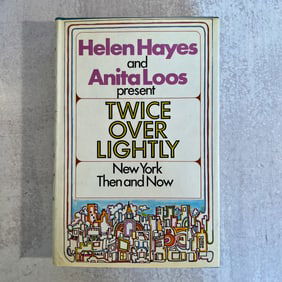 Helen Hayes
and
Anita Loos
present
TWICE
OVER
LIGHTLY
New York
Then and Now